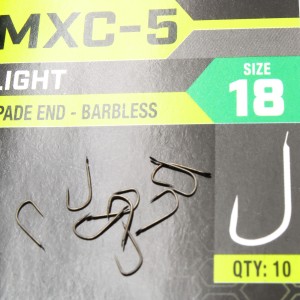 MXC-5
LIGHT
PADE END - BARBLESS
SIZE
18
QTY: 10